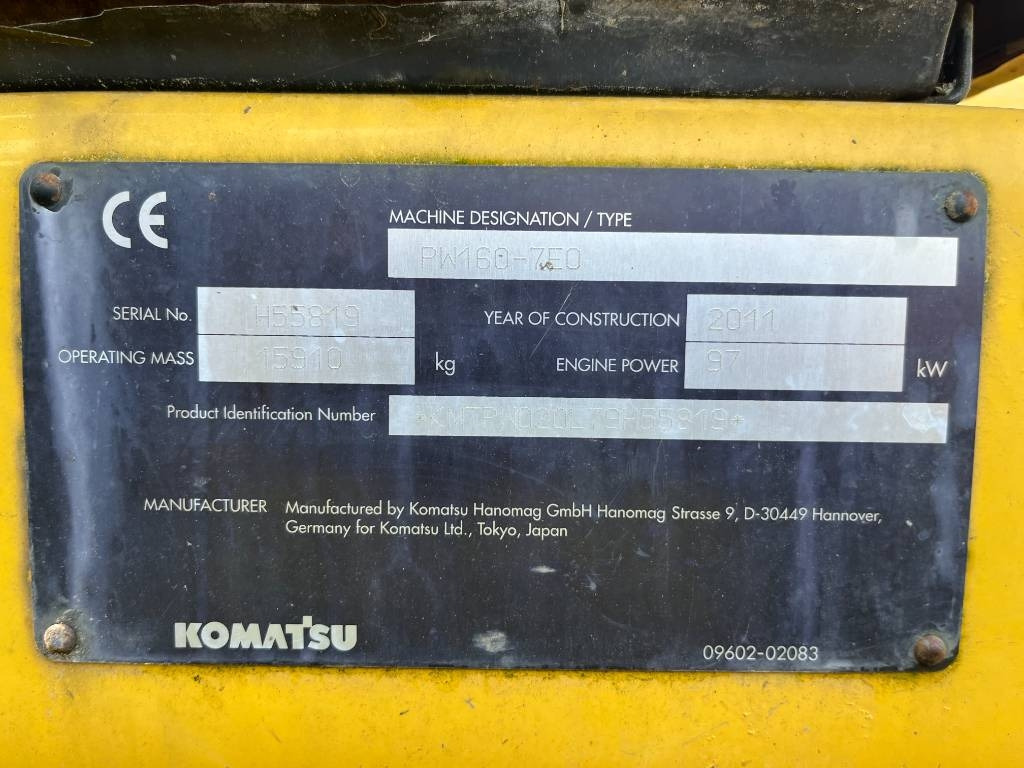 CE
MACHINE DESIGNATION / TYPE
PW160-7E0
SERIAL No. H55819
YEAR OF CONSTRUCTION 2011
OPERATING MASS 15910 kg
ENGINE POWER 97 kW
Product Identification Number
MANUFACTURER Manufactured by Komatsu Hanomag GmbH Hanomag Strasse 9, D-30449 Hannover,
Germany for Komatsu Ltd., Tokyo, Japan
KOMATSU
09602-02083